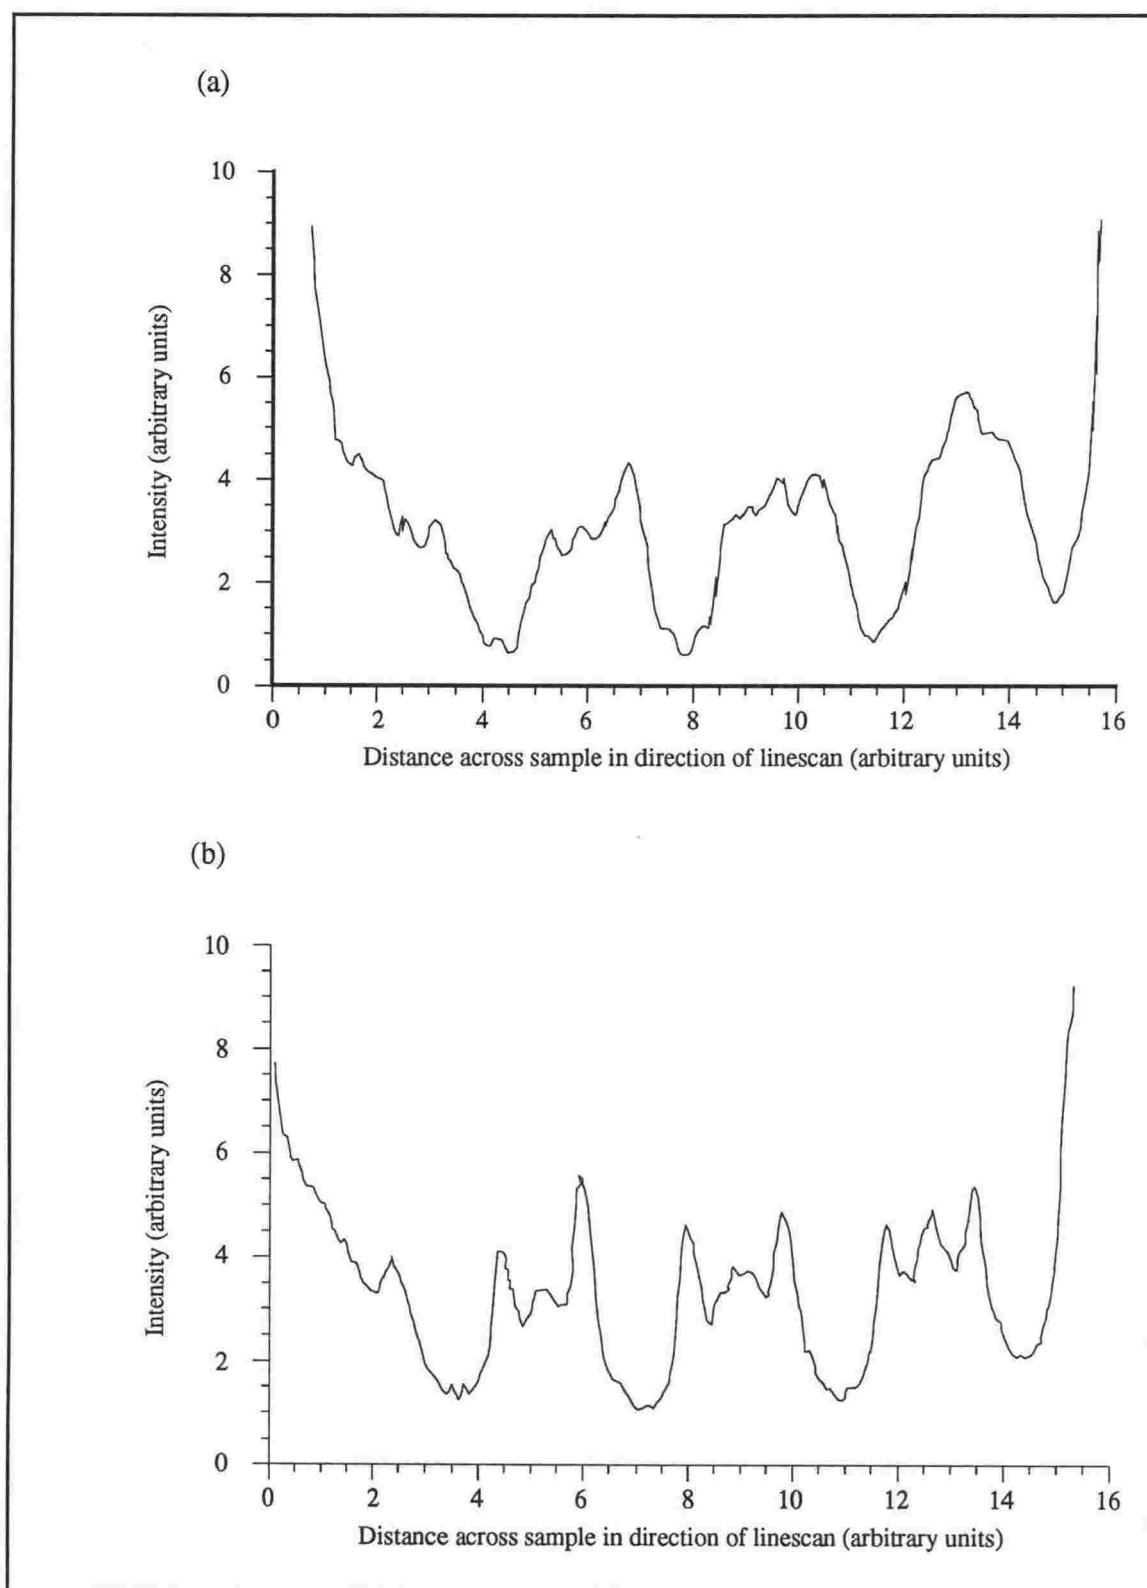 (a)
10
8
6
4
2
0
Intensity (arbitrary units)
0 2 4 6 8 10 12 14 16
Distance across sample in direction of linescan (arbitrary units)
(b)
10
8
6
4
2
0
Intensity (arbitrary units)
0 2 4 6 8 10 12 14 16
Distance across sample in direction of linescan (arbitrary units)